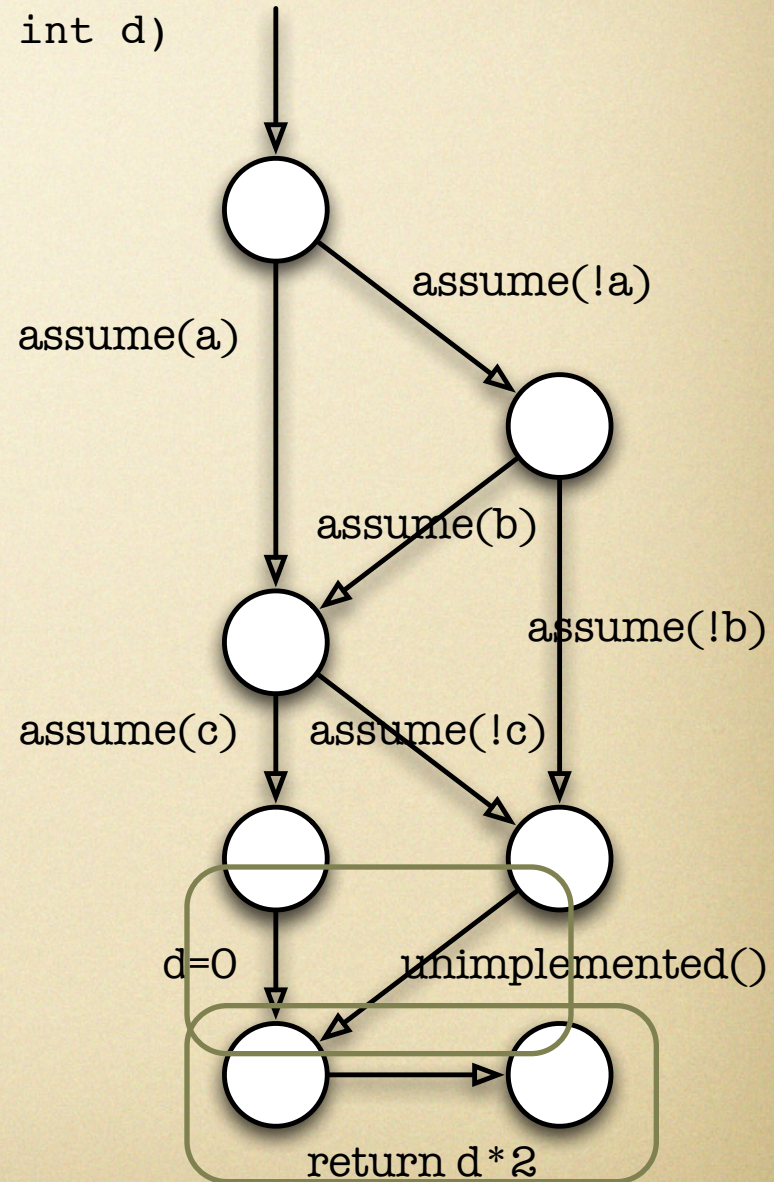 int d)
assume(!a)
assume(a)
assume(b)
assume(!b)
assume(c)
assume(!c)
d=0
unimplemented()
return d*2